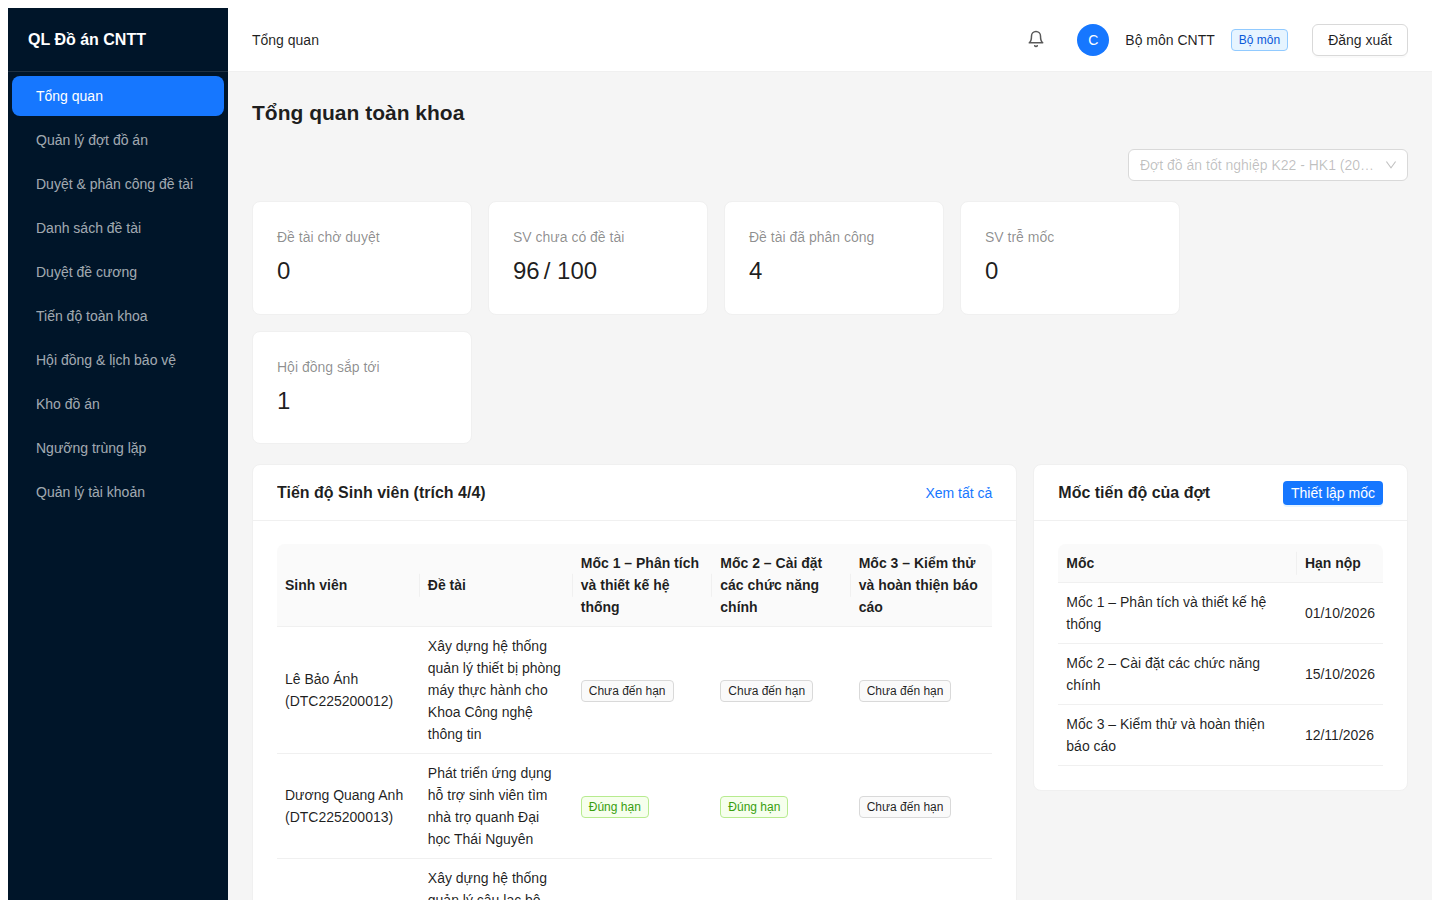 QL Đồ án CNTT
Tổng quan
Quản lý đợt đồ án
Duyệt & phân công đề tài
Danh sách đề tài
Duyệt đề cương
Tiến độ toàn khoa
Hội đồng & lịch bảo vệ
Kho đồ án
Ngưỡng trùng lặp
Quản lý tài khoản
Tổng quan
C
Bộ môn CNTT
Bộ môn
Đăng xuất
Tổng quan toàn khoa
Đợt đồ án tốt nghiệp K22 - HK1 (20...
Đề tài chờ duyệt
0
SV chưa có đề tài
96 / 100
Đề tài đã phân công
4
SV trễ mốc
0
Hội đồng sắp tới
1
Tiến độ Sinh viên (trích 4/4)
Xem tất cả
Sinh viên
Đề tài
Mốc 1 – Phân tích
và thiết kế hệ
thống
Mốc 2 – Cài đặt
các chức năng
chính
Mốc 3 – Kiểm thử
và hoàn thiện báo
cáo
Lê Bảo Ánh
(DTC225200012)
Xây dựng hệ thống
quản lý thiết bị phòng
máy thực hành cho
Khoa Công nghệ
thông tin
Chưa đến hạn
Chưa đến hạn
Chưa đến hạn
Dương Quang Anh
(DTC225200013)
Phát triển ứng dụng
hỗ trợ sinh viên tìm
nhà trọ quanh Đại
học Thái Nguyên
Đúng hạn
Đúng hạn
Chưa đến hạn
Xây dựng hệ thống
quản lý câu lạc bộ
Mốc tiến độ của đợt
Thiết lập mốc
Mốc
Hạn nộp
Mốc 1 – Phân tích và thiết kế hệ
thống
01/10/2026
Mốc 2 – Cài đặt các chức năng
chính
15/10/2026
Mốc 3 – Kiểm thử và hoàn thiện
báo cáo
12/11/2026